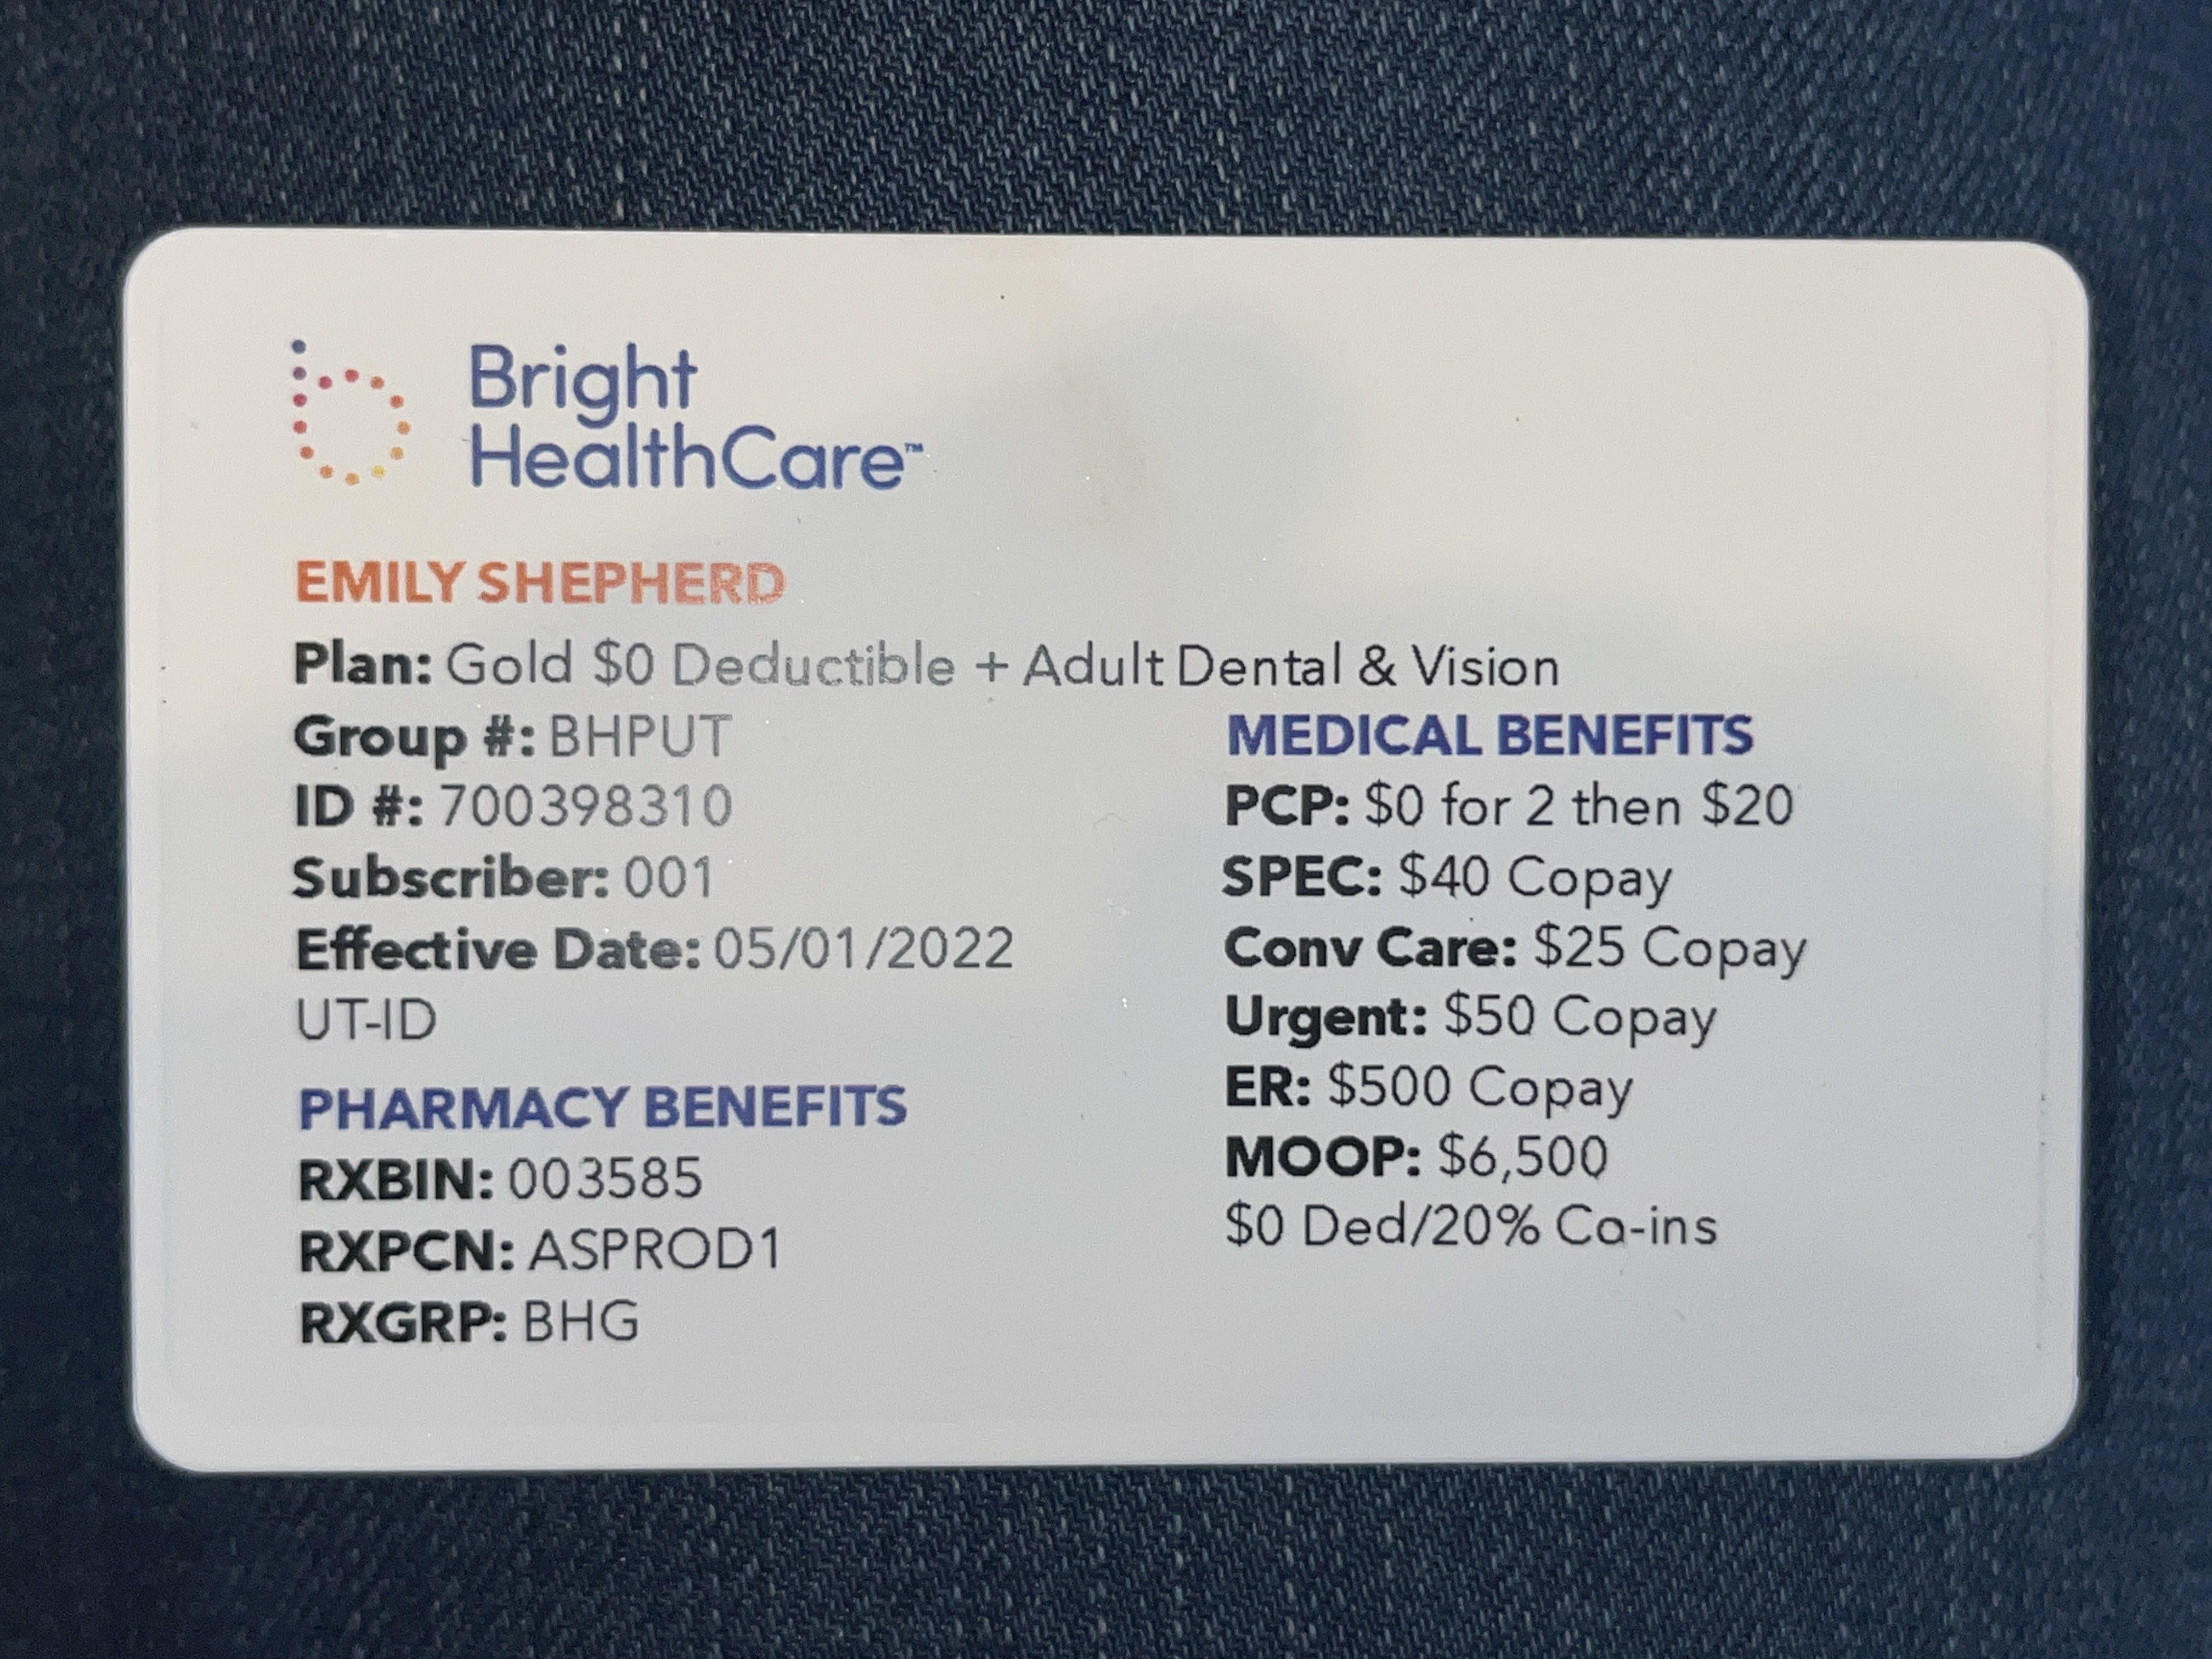 Bright
HealthCare™
EMILY SHEPHERD
Plan: Gold $0 Deductible + Adult Dental & Vision
Group #: BHPUT
ID #: 700398310
Subscriber: 001
Effective Date: 05/01/2022
UT-ID
PHARMACY BENEFITS
RXBIN: 003585
RXPCN: ASPROD1
RXGRP: BHG
MEDICAL BENEFITS
PCP: $0 for 2 then $20
SPEC: $40 Copay
Conv Care: $25 Copay
Urgent: $50 Copay
ER: $500 Copay
MOOP: $6,500
$0 Ded/20% Co-ins